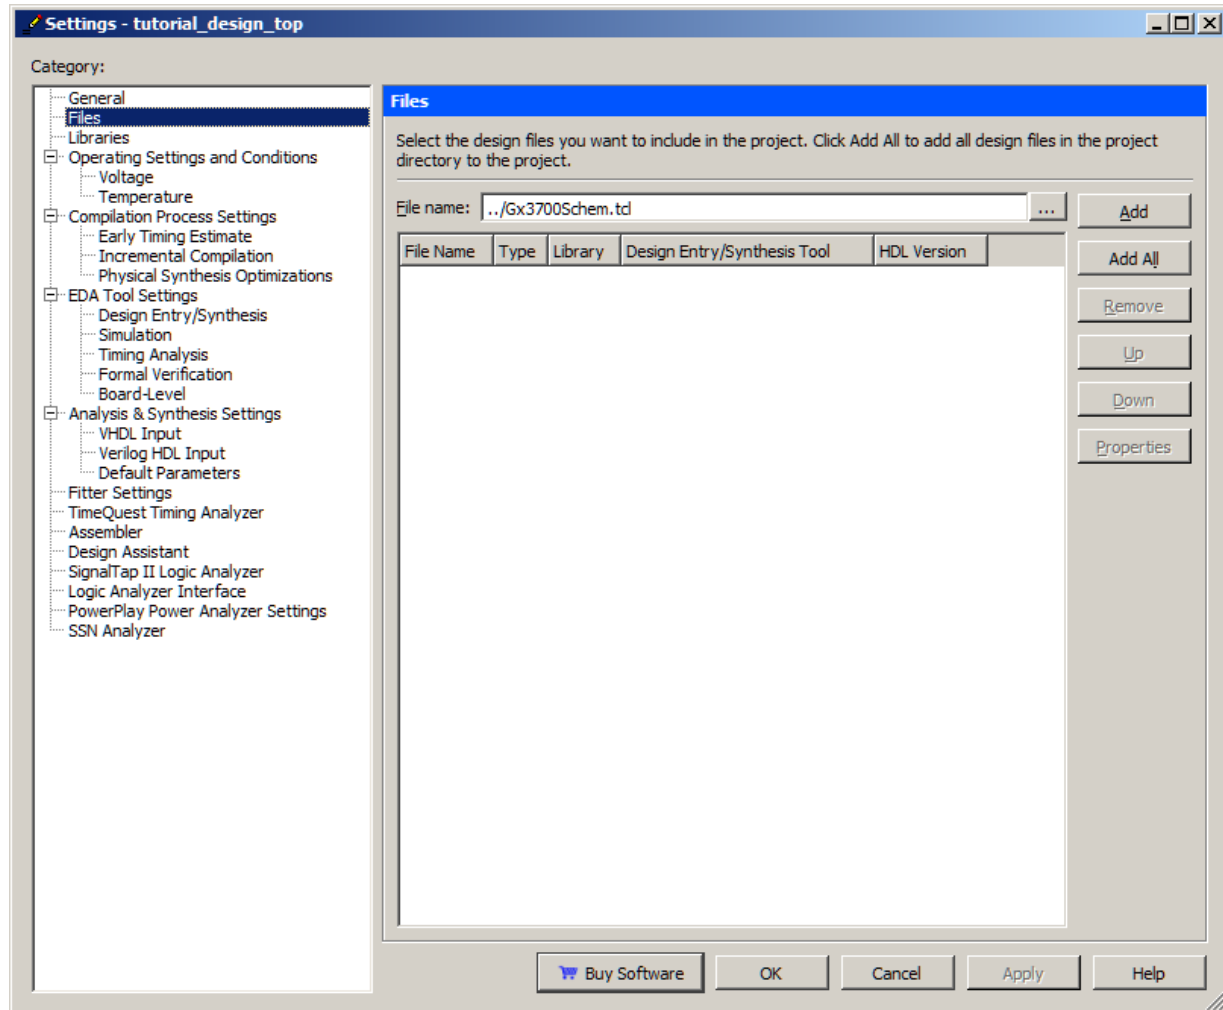 Settings - tutorial_design_top
Category:
General
Files
Libraries
Operating Settings and Conditions
Voltage
Temperature
Compilation Process Settings
Early Timing Estimate
Incremental Compilation
Physical Synthesis Optimizations
EDA Tool Settings
Design Entry/Synthesis
Simulation
Timing Analysis
Formal Verification
Board-Level
Analysis & Synthesis Settings
VHDL Input
Verilog HDL Input
Default Parameters
Fitter Settings
TimeQuest Timing Analyzer
Assembler
Design Assistant
SignalTap II Logic Analyzer
Logic Analyzer Interface
PowerPlay Power Analyzer Settings
SSN Analyzer
Files
Select the design files you want to include in the project. Click Add All to add all design files in the project
directory to the project.
File name: ../Gx3700Schem.tcl ... Add
File Name Type Library Design Entry/Synthesis Tool HDL Version
Add All
Remove
Up
Down
Properties
Buy Software OK Cancel Apply Help